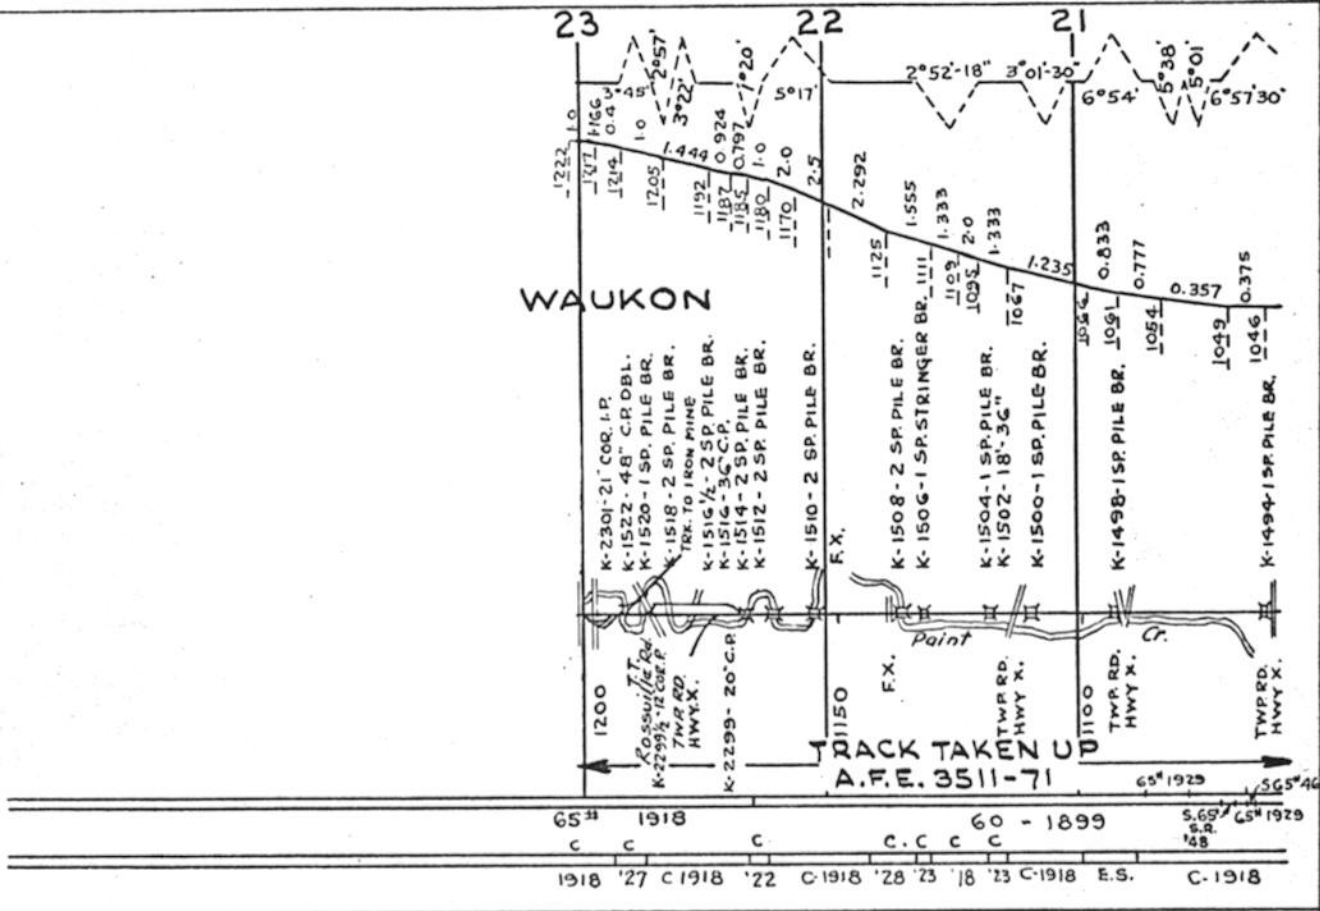 23 22 21
3°45' 2°57' 3°22' 7°20' 5°17' 2°52'-18" 3°01'-30" 6°54' 5°38' 5°01' 6°57'30"
1.0 1.166 0.4 1.0 1.444 0.924 0.797 1.0 2.0 2.5 2.292 1.555 1.333 2.0 1.333 1.235 0.833 0.777 0.357 0.375
1222 1217 1214 1205 1192 1187 1185 1180 1170 1125 1111 1109 1095 1067 1061 1054 1049 1046
WAUKON
K-2301-21" COR. I.P.
K-1522-48" C.P. DBL.
K-1520-1 SP. PILE BR.
K-1518-2 SP. PILE BR.
TRK. TO IRON MINE
K-1516½-2 SP. PILE BR.
K-1516-36" C.P.
K-1514-2 SP. PILE BR.
K-1512-2 SP. PILE BR.
K-1510-2 SP. PILE BR.
F.X.
K-1508-2 SP. PILE BR.
K-1506-1 SP. STRINGER BR.
K-1504-1 SP. PILE BR.
K-1502-18'-36"
K-1500-1 SP. PILE BR.
K-1498-1 SP. PILE BR.
K-1494-1 SP. PILE BR.
Paint Cr.
1200
T.T.
Rossville Rd.
K-2299½-12" COR. P.
TWP. RD.
HWY. X.
K-2299-20" C.P.
1150
F.X.
TWP. RD.
HWY X.
1100
TWP. RD.
HWY X.
TWP. RD.
HWY X.
TRACK TAKEN UP
A.F.E. 3511-71
65# 1929 S65#46
65# 1918 60 - 1899 S.65# 65# 1929
S.R.
'48
C C C C. C C C
1918 '27 C 1918 '22 C-1918 '28 '23 '18 '23 C-1918 E.S. C-1918